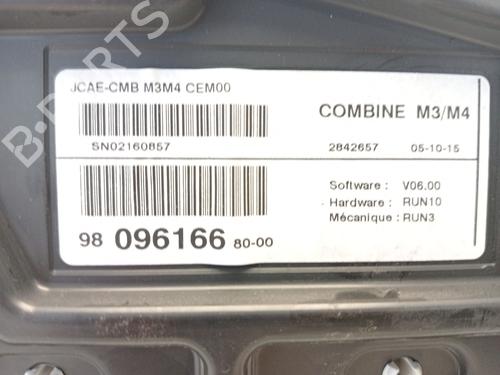 B-PARTS
JCAE-CMB M3M4 CEM00
COMBINE M3/M4
SN02160857
2842657 05-10-15
Software : V06.00
Hardware : RUN10
Mécanique : RUN3
98 096166 80-00